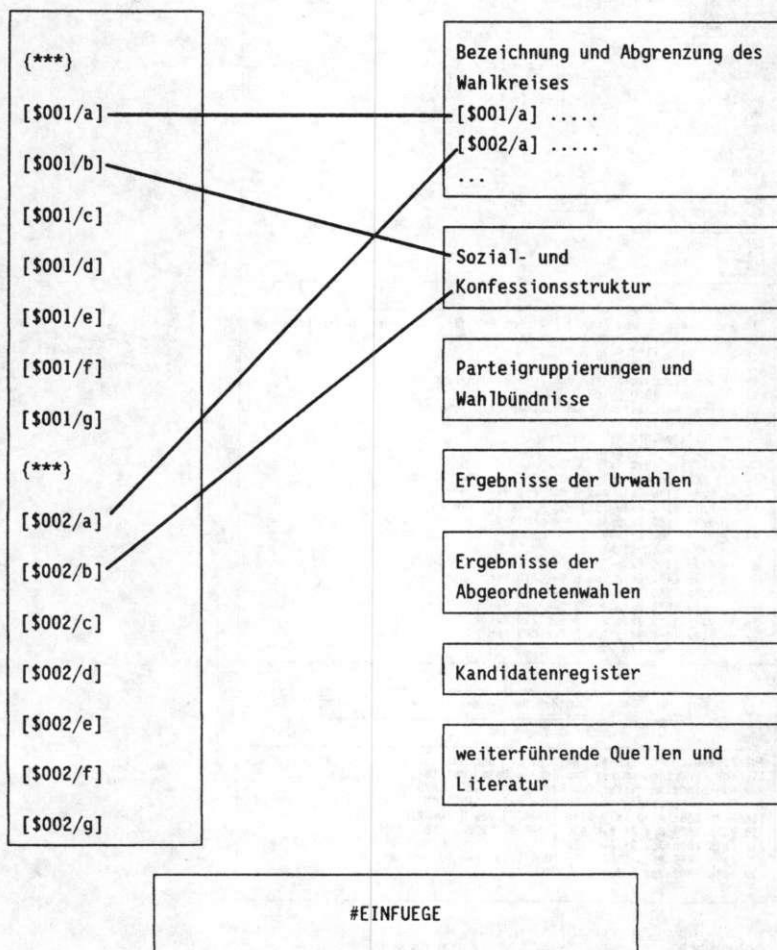 {***}
[$001/a]
[$001/b]
[$001/c]
[$001/d]
[$001/e]
[$001/f]
[$001/g]
{***}
[$002/a]
[$002/b]
[$002/c]
[$002/d]
[$002/e]
[$002/f]
[$002/g]
Bezeichnung und Abgrenzung des
Wahlkreises
[$001/a] .....
[$002/a] .....
...
Sozial- und
Konfessionsstruktur
Parteigruppierungen und
Wahlbündnisse
Ergebnisse der Urwahlen
Ergebnisse der
Abgeordnetenwahlen
Kandidatenregister
weiterführende Quellen und
Literatur
#EINFUEGE